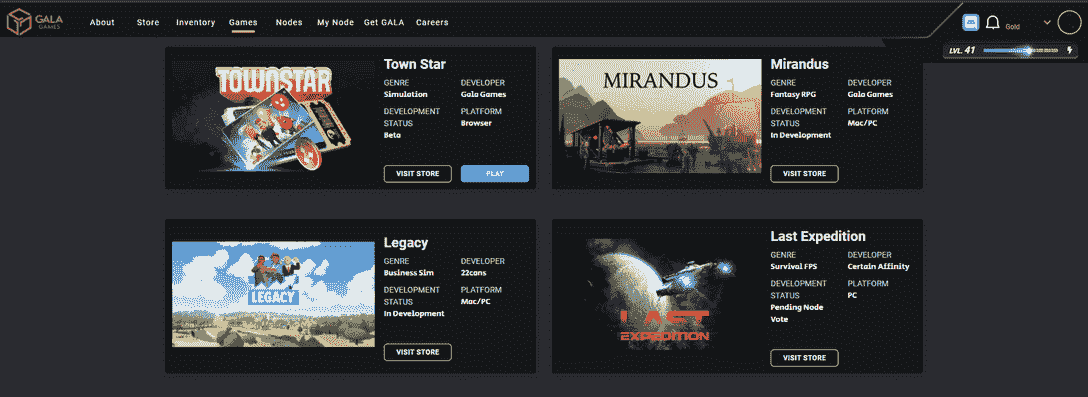 GALA
GAMES
About
Store
Inventory
Games
Nodes
My Node
Get GALA
Careers
Gold
LVL. 41
TOWNSTAR
Town Star
GENRE
Simulation
DEVELOPER
Gala Games
DEVELOPMENT
STATUS
Beta
PLATFORM
Browser
VISIT STORE
PLAY
MIRANDUS
Mirandus
GENRE
Fantasy RPG
DEVELOPER
Gala Games
DEVELOPMENT
STATUS
In Development
PLATFORM
Mac/PC
VISIT STORE
LEGACY
Legacy
GENRE
Business Sim
DEVELOPER
22cans
DEVELOPMENT
STATUS
In Development
PLATFORM
Mac/PC
VISIT STORE
LAST
EXPEDITION
Last Expedition
GENRE
Survival FPS
DEVELOPER
Certain Affinity
DEVELOPMENT
STATUS
Pending Node
Vote
PLATFORM
PC
VISIT STORE